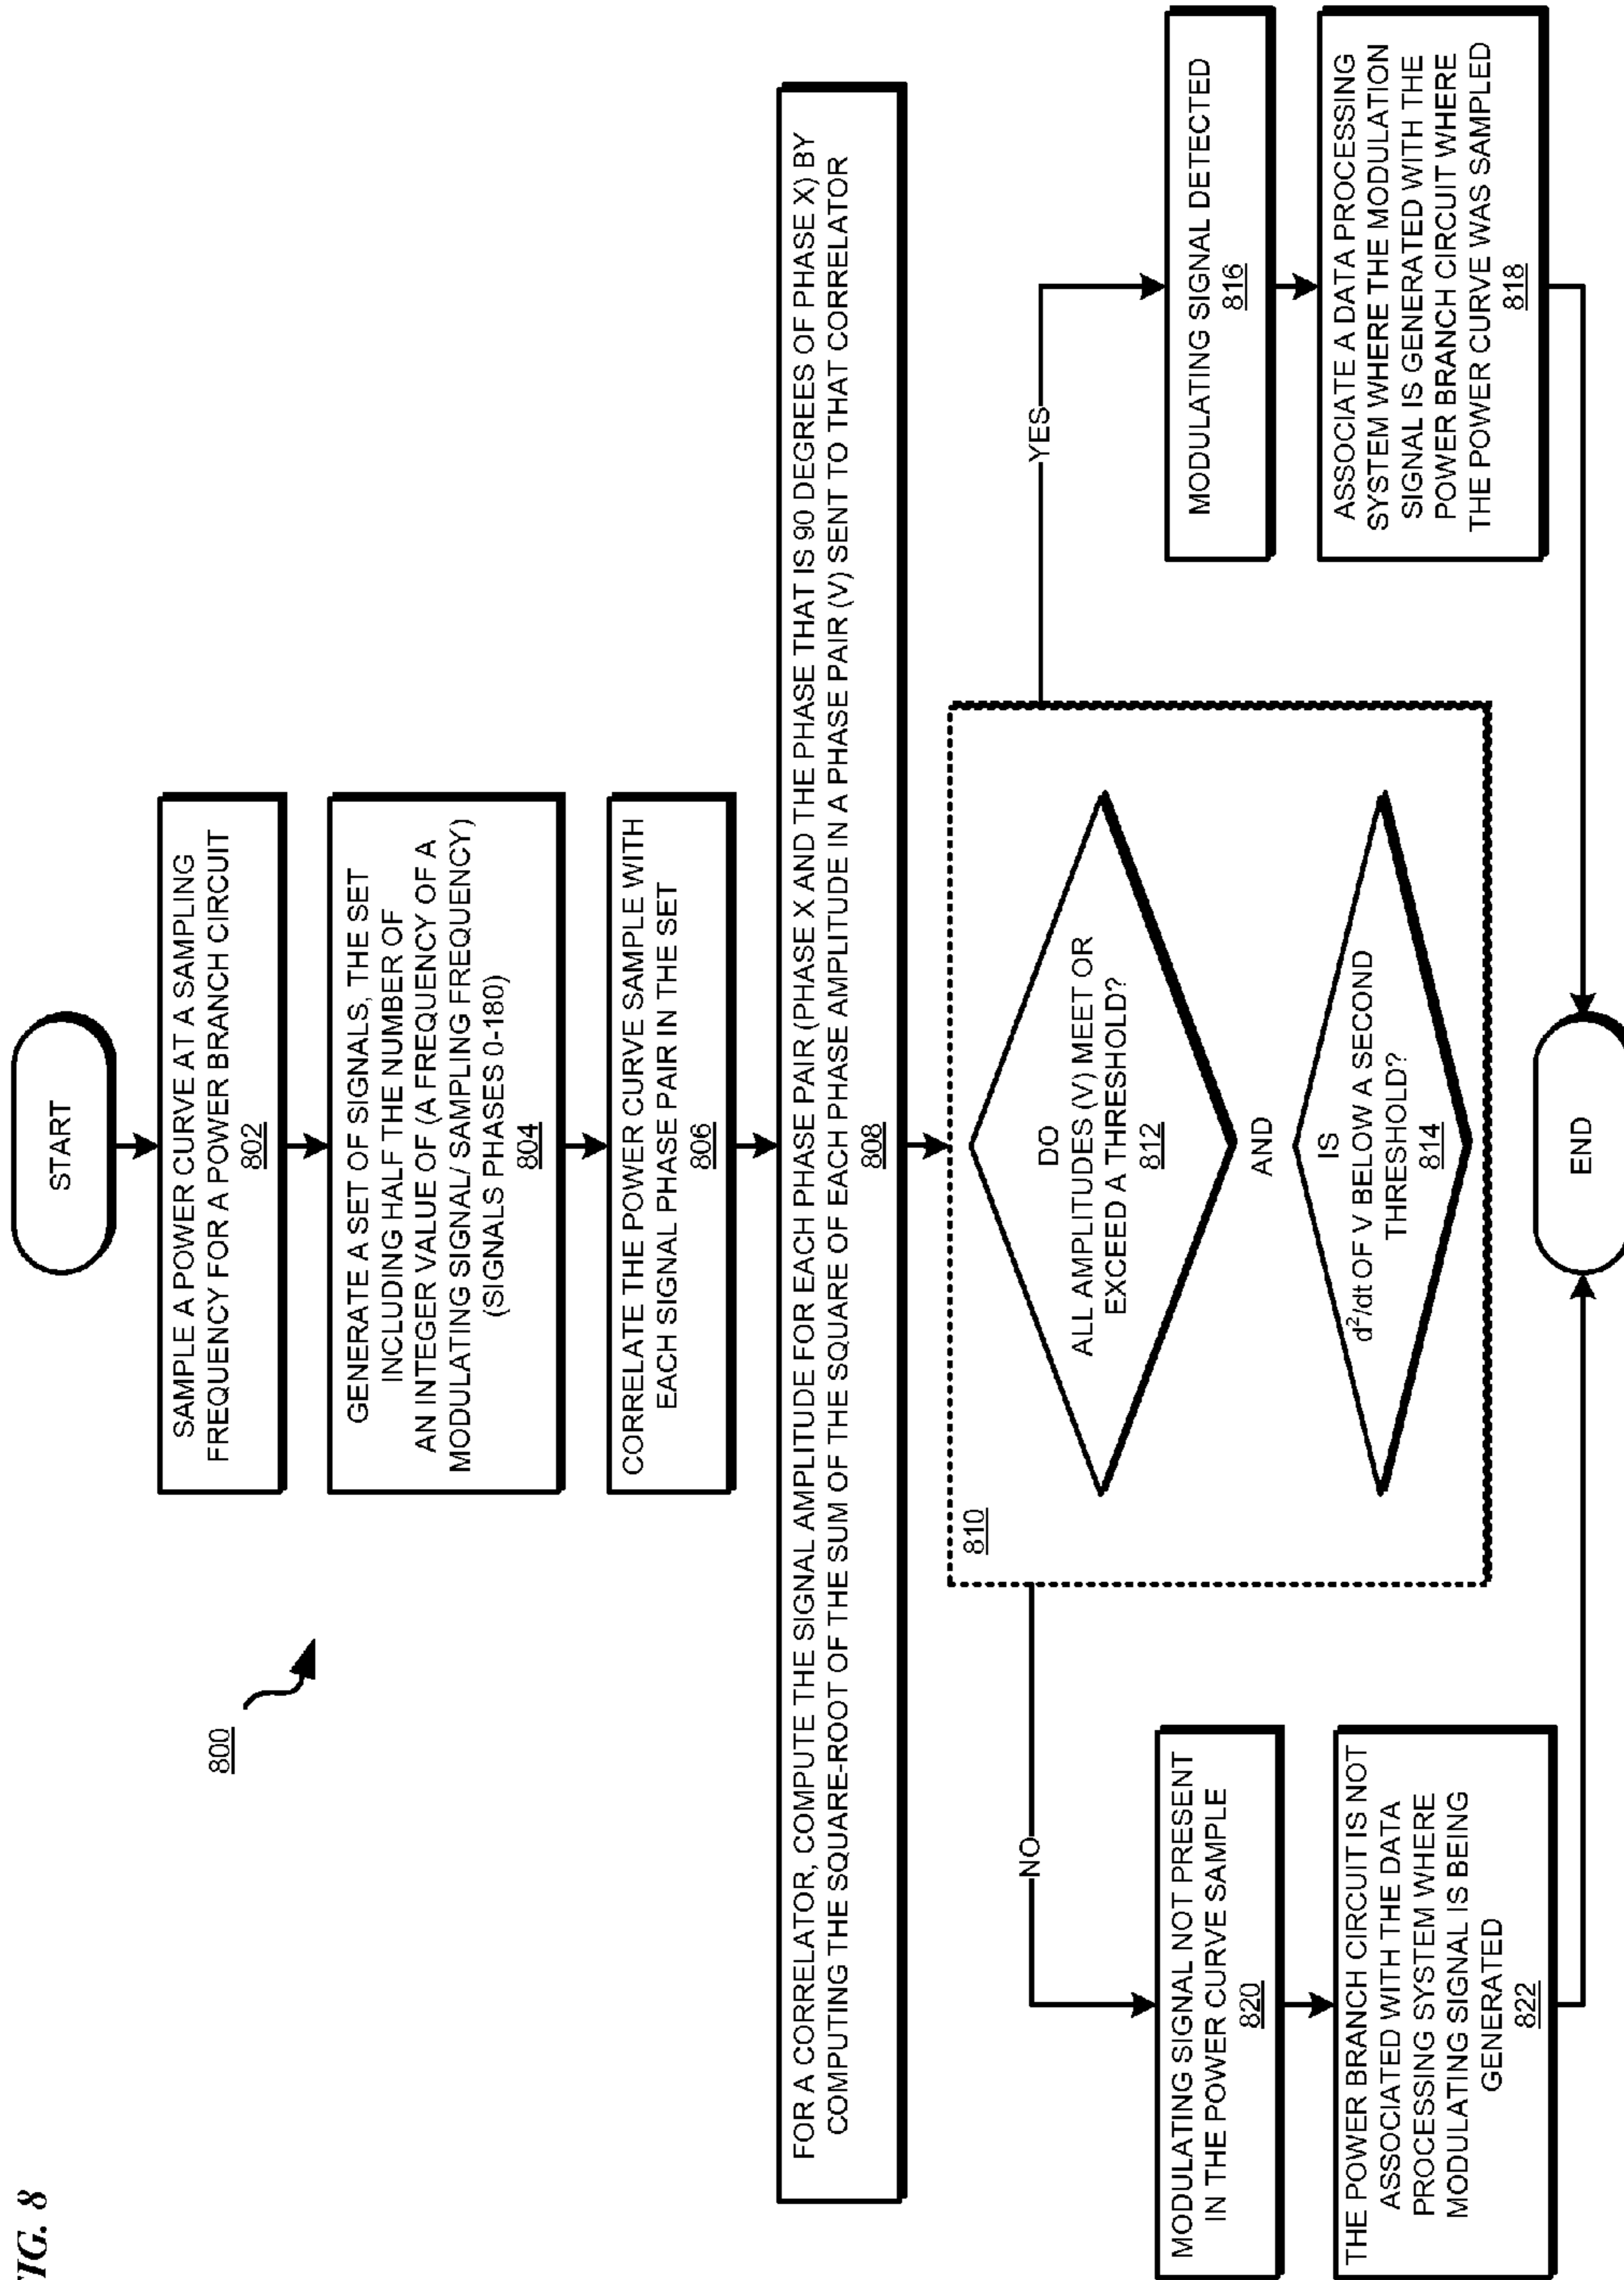 FIG. 8
800
START
SAMPLE A POWER CURVE AT A SAMPLING
FREQUENCY FOR A POWER BRANCH CIRCUIT
802
GENERATE A SET OF SIGNALS, THE SET
INCLUDING HALF THE NUMBER OF
AN INTEGER VALUE OF (A FREQUENCY OF A
MODULATING SIGNAL/ SAMPLING FREQUENCY)
(SIGNALS PHASES 0-180)
804
CORRELATE THE POWER CURVE SAMPLE WITH
EACH SIGNAL PHASE PAIR IN THE SET
806
FOR A CORRELATOR, COMPUTE THE SIGNAL AMPLITUDE FOR EACH PHASE PAIR (PHASE X AND THE PHASE THAT IS 90 DEGREES OF PHASE X) BY
COMPUTING THE SQUARE-ROOT OF THE SUM OF THE SQUARE OF EACH PHASE AMPLITUDE IN A PHASE PAIR (V) SENT TO THAT CORRELATOR
808
810
DO
ALL AMPLITUDES (V) MEET OR
EXCEED A THRESHOLD?
812
AND
IS
d²/dt OF V BELOW A SECOND
THRESHOLD?
814
NO
MODULATING SIGNAL NOT PRESENT
IN THE POWER CURVE SAMPLE
820
THE POWER BRANCH CIRCUIT IS NOT
ASSOCIATED WITH THE DATA
PROCESSING SYSTEM WHERE
MODULATING SIGNAL IS BEING
GENERATED
822
YES
MODULATING SIGNAL DETECTED
816
ASSOCIATE A DATA PROCESSING
SYSTEM WHERE THE MODULATION
SIGNAL IS GENERATED WITH THE
POWER BRANCH CIRCUIT WHERE
THE POWER CURVE WAS SAMPLED
818
END